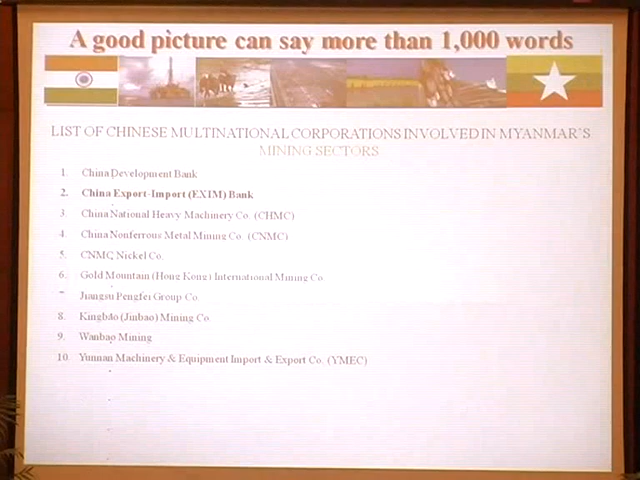 A good picture can say more than 1,000 words
LIST OF CHINESE MULTINATIONAL CORPORATIONS INVOLVED IN MYANMAR'S
MINING SECTORS
1. China Development Bank
2. China Export-Import (EXIM) Bank
3. China National Heavy Machinery Co. (CHMC)
4. China Nonferrous Metal Mining Co. (CNMC)
5. CNMC Nickel Co.
6. Gold Mountain (Hong Kong) International Mining Co.
Jiangsu Pengfei Group Co.
8. Kingbao (Jinbao) Mining Co.
9. Wanbao Mining
10. Yunnan Machinery & Equipment Import & Export Co. (YMEC)